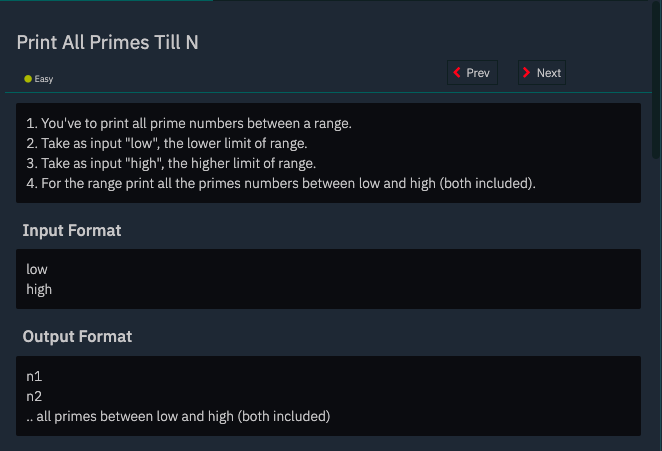 Print All Primes Till N
Easy
Prev
Next
1. You've to print all prime numbers between a range.
2. Take as input "low", the lower limit of range.
3. Take as input "high", the higher limit of range.
4. For the range print all the primes numbers between low and high (both included).
Input Format
low
high
Output Format
n1
n2
.. all primes between low and high (both included)